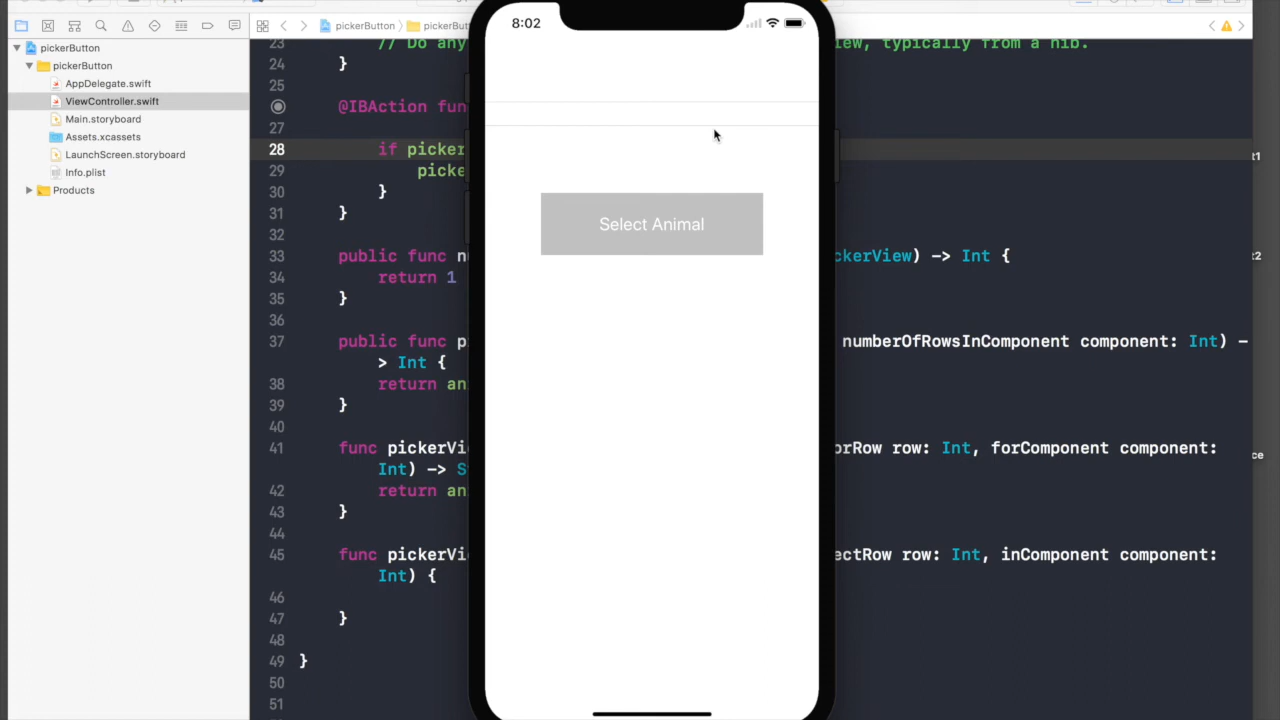 8:02
pickerButton
pickerButton
AppDelegate.swift
ViewController.swift
Main.storyboard
Assets.xcassets
LaunchScreen.storyboard
Info.plist
Products
pickerButton
23 // Do any
24 }
25
@IBAction fun
27
28 if picker
29 picke
30 }
31 }
32
33 public func n ckerView) -> Int {
34 return 1
35 }
36
37 public func p numberOfRowsInComponent component: Int) -
> Int {
38 return an
39 }
40
41 func pickerVi orRow row: Int, forComponent component:
Int) -> S
42 return an
43 }
44
45 func pickerVi ectRow row: Int, inComponent component:
Int) {
46
47 }
48
49 }
50
51
Select Animal
ew, typically from a nib.